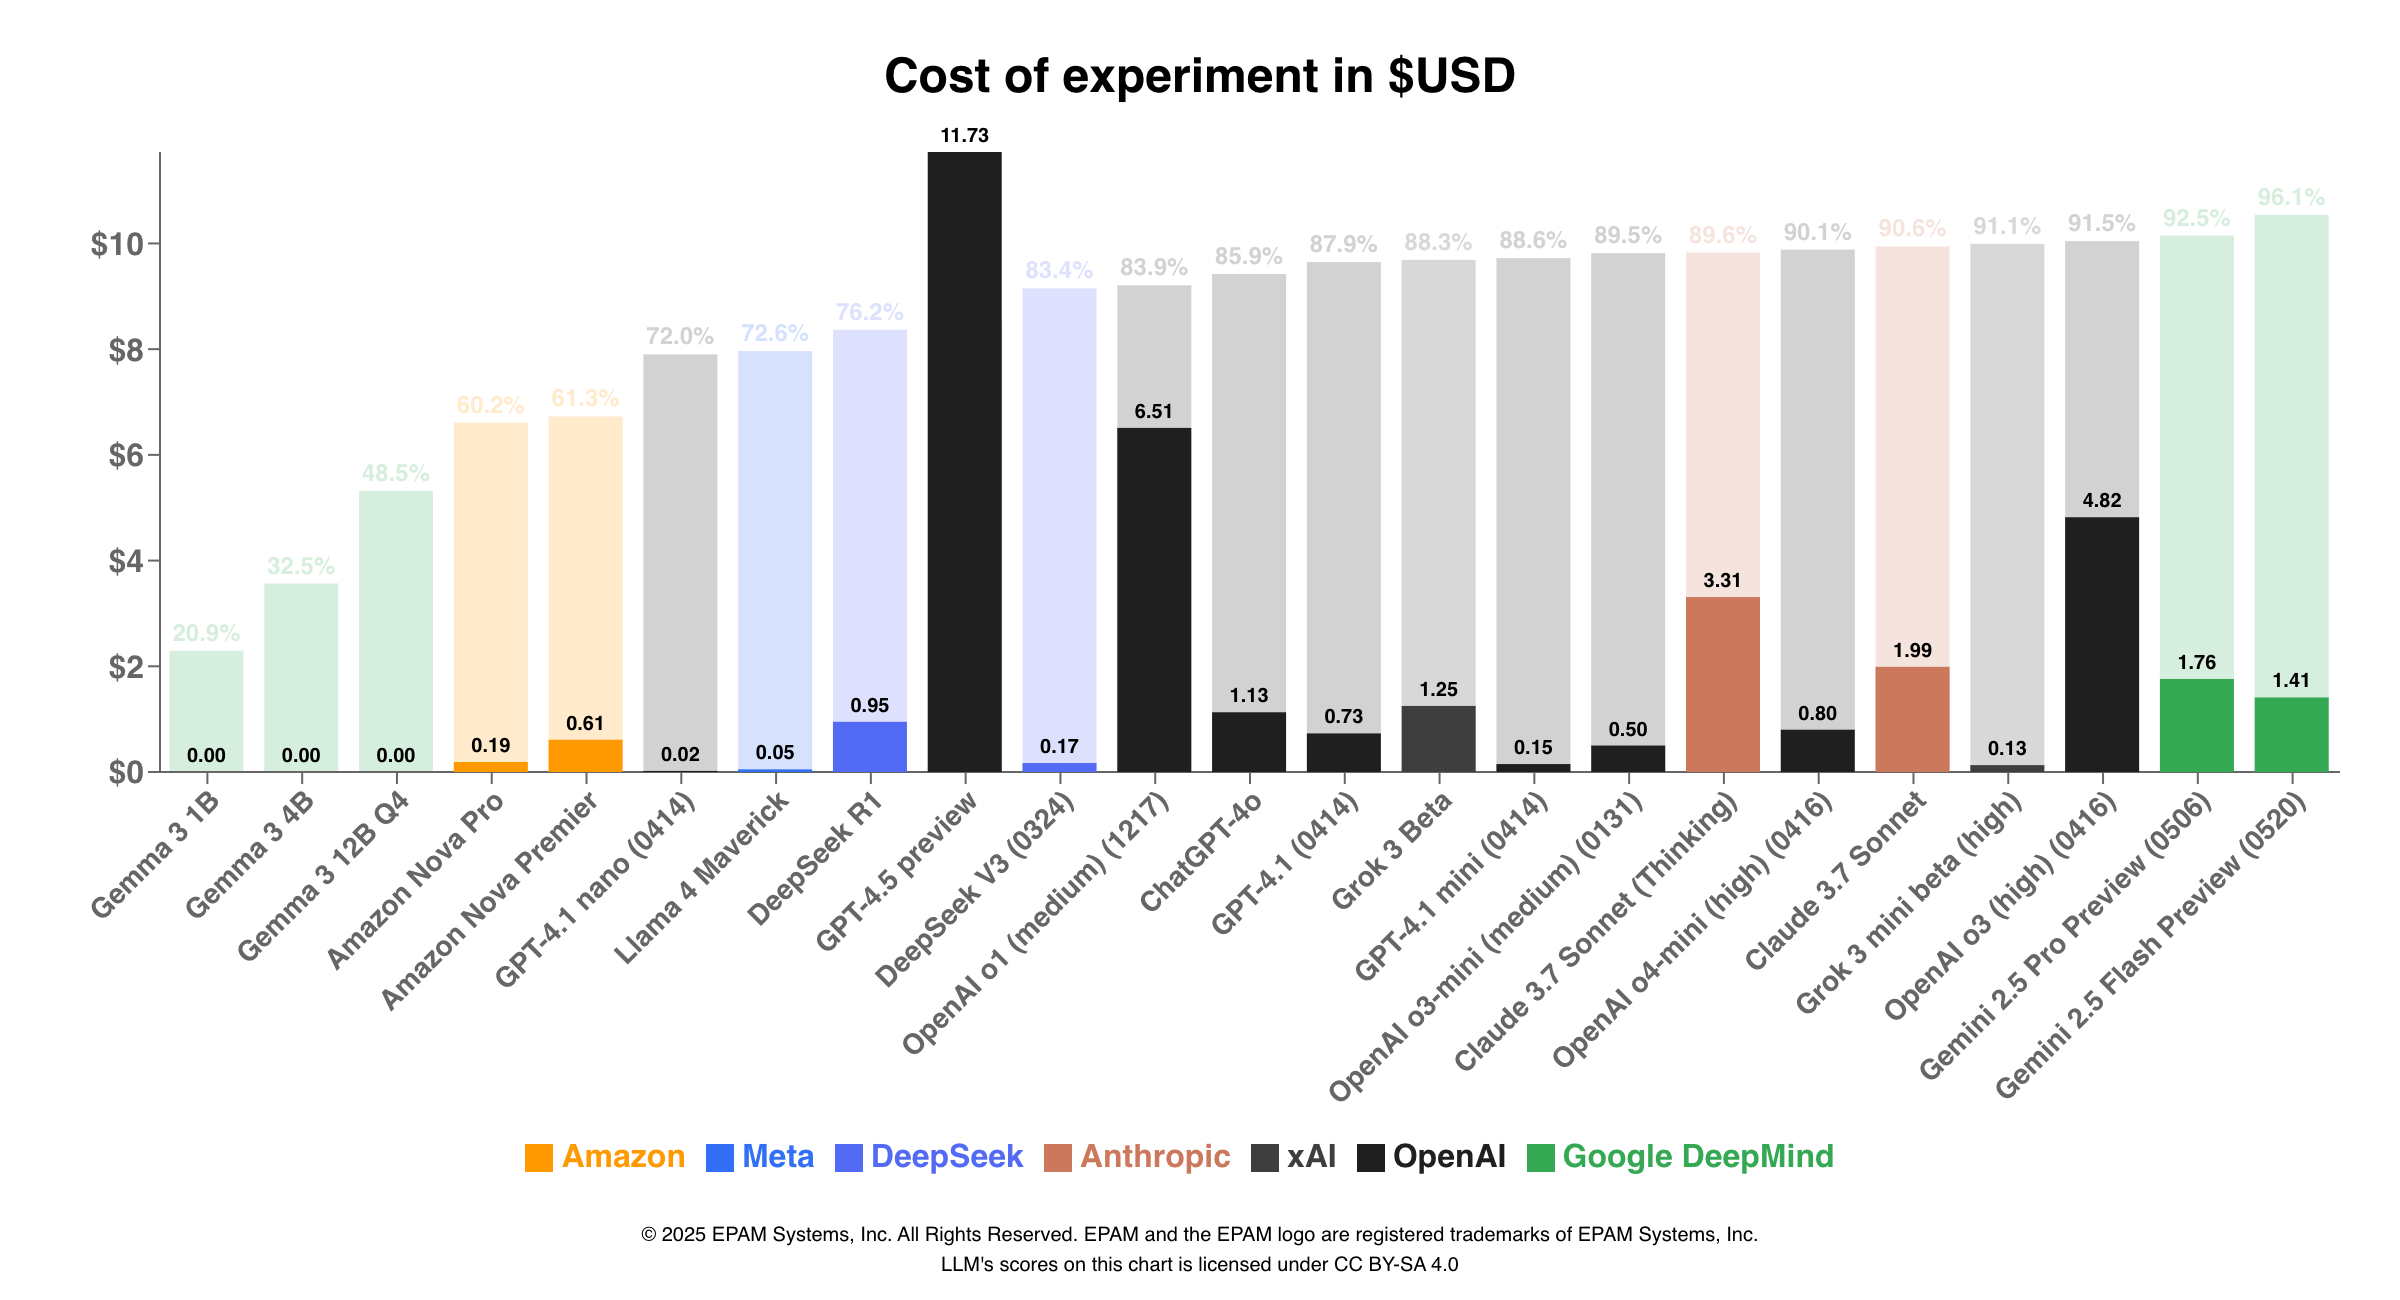 Cost of experiment in $USD
$10
$8
$6
$4
$2
$0
20.9%
0.00
32.5%
0.00
48.5%
0.00
60.2%
0.19
61.3%
0.61
72.0%
0.02
72.6%
0.05
76.2%
0.95
11.73
83.4%
0.17
83.9%
6.51
85.9%
1.13
87.9%
0.73
88.3%
1.25
88.6%
0.15
89.5%
0.50
89.6%
3.31
90.1%
0.80
90.6%
1.99
91.1%
0.13
91.5%
4.82
92.5%
1.76
96.1%
1.41
Gemma 3 1B
Gemma 3 4B
Gemma 3 12B Q4
Amazon Nova Pro
Amazon Nova Premier
GPT-4.1 nano (0414)
Llama 4 Maverick
DeepSeek R1
GPT-4.5 preview
DeepSeek V3 (0324)
OpenAI o1 (medium) (1217)
ChatGPT-4o
GPT-4.1 (0414)
Grok 3 Beta
GPT-4.1 mini (0414)
OpenAI o3-mini (medium) (0131)
Claude 3.7 Sonnet (Thinking)
OpenAI o4-mini (high) (0416)
Claude 3.7 Sonnet
Grok 3 mini beta (high)
OpenAI o3 (high) (0416)
Gemini 2.5 Pro Preview (0506)
Gemini 2.5 Flash Preview (0520)
Amazon Meta DeepSeek Anthropic xAI OpenAI Google DeepMind
© 2025 EPAM Systems, Inc. All Rights Reserved. EPAM and the EPAM logo are registered trademarks of EPAM Systems, Inc.
LLM's scores on this chart is licensed under CC BY-SA 4.0